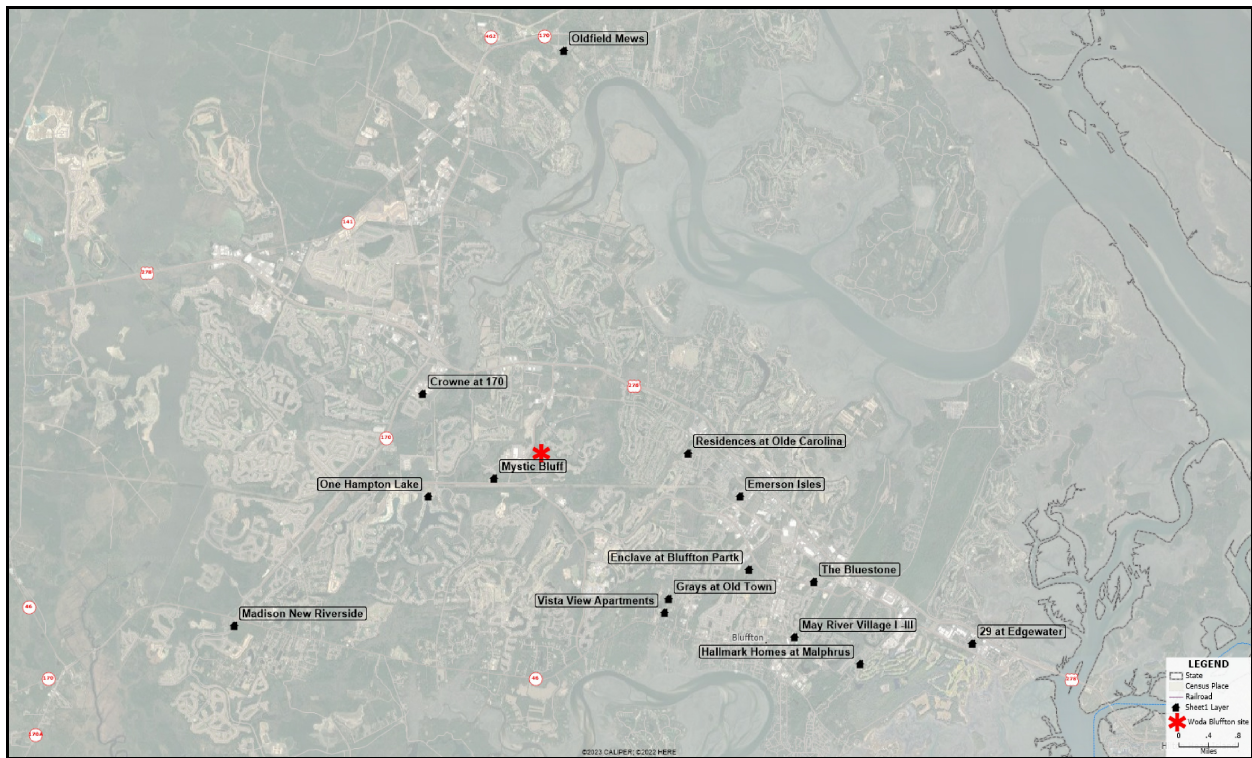 462
170
Oldfield Mews
141
278
Crowne at 170
278
170
Residences at Olde Carolina
Mystic Bluff
One Hampton Lake
Emerson Isles
Enclave at Bluffton Partk
The Bluestone
Grays at Old Town
Vista View Apartments
46
Madison New Riverside
May River Village I -III
29 at Edgewater
Bluffton
Hallmark Homes at Malphrus
170
46
278
170A
LEGEND
State
Census Place
Railroad
Sheet1 Layer
Woda Bluffton site
0 .4 .8
Miles
H
©2023 CALIPER; ©2022 HERE